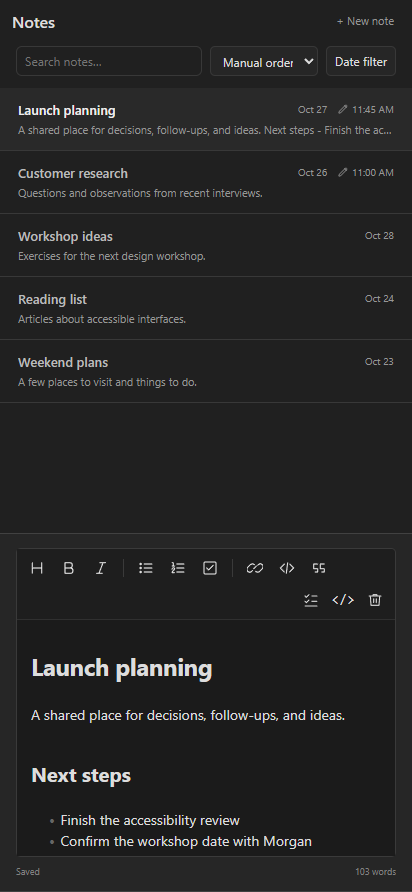 Notes
+ New note
Search notes...
Manual order
Date filter
Launch planning
Oct 27
11:45 AM
A shared place for decisions, follow-ups, and ideas. Next steps - Finish the ac...
Customer research
Oct 26
11:00 AM
Questions and observations from recent interviews.
Workshop ideas
Oct 28
Exercises for the next design workshop.
Reading list
Oct 24
Articles about accessible interfaces.
Weekend plans
Oct 23
A few places to visit and things to do.
Launch planning
A shared place for decisions, follow-ups, and ideas.
Next steps
• Finish the accessibility review
• Confirm the workshop date with Morgan
Saved
103 words